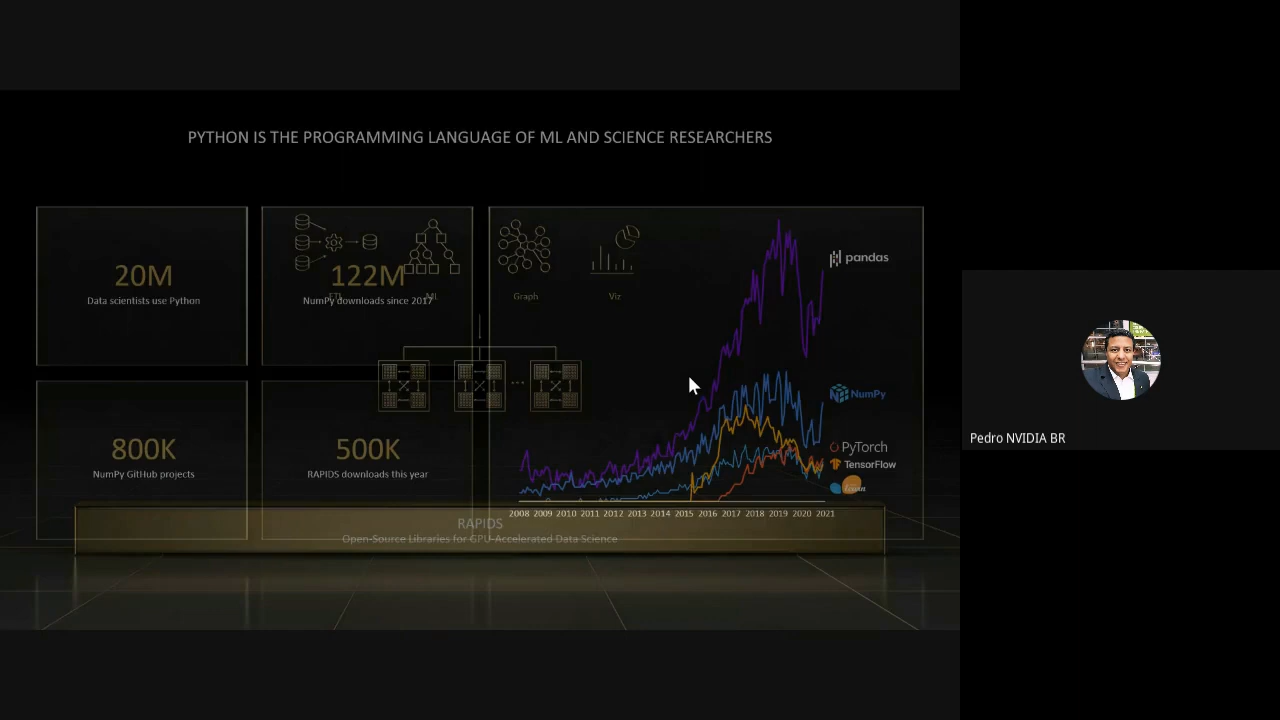 PYTHON IS THE PROGRAMMING LANGUAGE OF ML AND SCIENCE RESEARCHERS
20M
Data scientists use Python
122M
NumPy downloads since 2017
ETL
ML
Graph
Viz
800K
NumPy GitHub projects
500K
RAPIDS downloads this year
pandas
NumPy
PyTorch
TensorFlow
learn
2008 2009 2010 2011 2012 2013 2014 2015 2016 2017 2018 2019 2020 2021
RAPIDS
Open-Source Libraries for GPU-Accelerated Data Science
Pedro NVIDIA BR